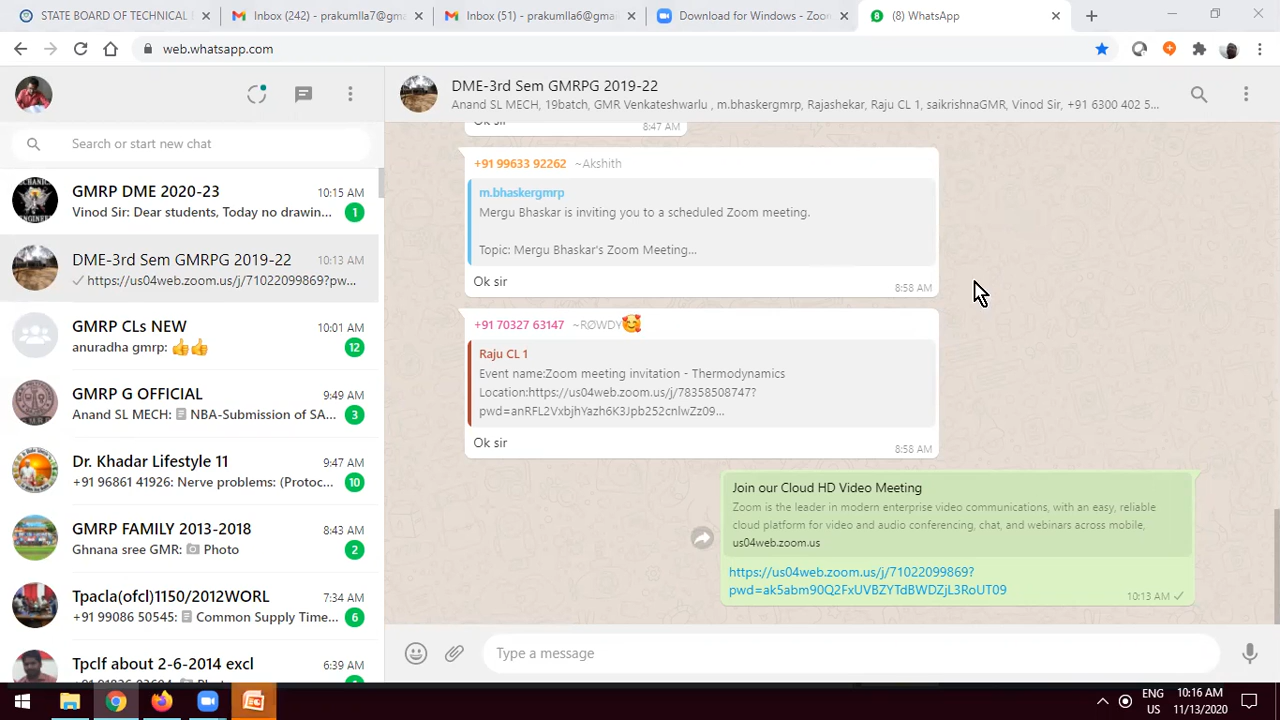 STATE BOARD OF TECHNICAL
Inbox (242) - prakumlla7@gma
Inbox (51) - prakumlla6@gmai
Download for Windows - Zoo
(8) WhatsApp
web.whatsapp.com
DME-3rd Sem GMRPG 2019-22
Anand SL MECH, 19batch, GMR Venkateshwarlu , m.bhaskergmrp, Rajashekar, Raju CL 1, saikrishnaGMR, Vinod Sir, +91 6300 402 5...
Search or start new chat
GMRP DME 2020-23
10:15 AM
Vinod Sir: Dear students, Today no drawin...
1
DME-3rd Sem GMRPG 2019-22
10:13 AM
https://us04web.zoom.us/j/71022099869?pw...
GMRP CLs NEW
10:01 AM
anuradha gmrp: 👍👍
12
GMRP G OFFICIAL
9:49 AM
Anand SL MECH: NBA-Submission of SA...
3
Dr. Khadar Lifestyle 11
9:47 AM
+91 96861 41926: Nerve problems: (Protoc...
10
GMRP FAMILY 2013-2018
8:43 AM
Ghnana sree GMR: Photo
2
Tpacla(ofcl)1150/2012WORL
7:34 AM
+91 99086 50545: Common Supply Time...
6
Tpclf about 2-6-2014 excl
6:39 AM
Ok sir
8:47 AM
+91 99633 92262 ~Akshith
m.bhaskergmrp
Mergu Bhaskar is inviting you to a scheduled Zoom meeting.
Topic: Mergu Bhaskar's Zoom Meeting...
Ok sir
8:58 AM
+91 70327 63147 ~RØWDY🥰
Raju CL 1
Event name:Zoom meeting invitation - Thermodynamics
Location:https://us04web.zoom.us/j/78358508747?
pwd=anRFL2VxbjhYazh6K3Jpb252cnlwZz09...
Ok sir
8:58 AM
Join our Cloud HD Video Meeting
Zoom is the leader in modern enterprise video communications, with an easy, reliable
cloud platform for video and audio conferencing, chat, and webinars across mobile,
us04web.zoom.us
https://us04web.zoom.us/j/71022099869?
pwd=ak5abm90Q2FxUVBZYTdBWDZjL3RoUT09
10:13 AM
Type a message
ENG
US
10:16 AM
11/13/2020